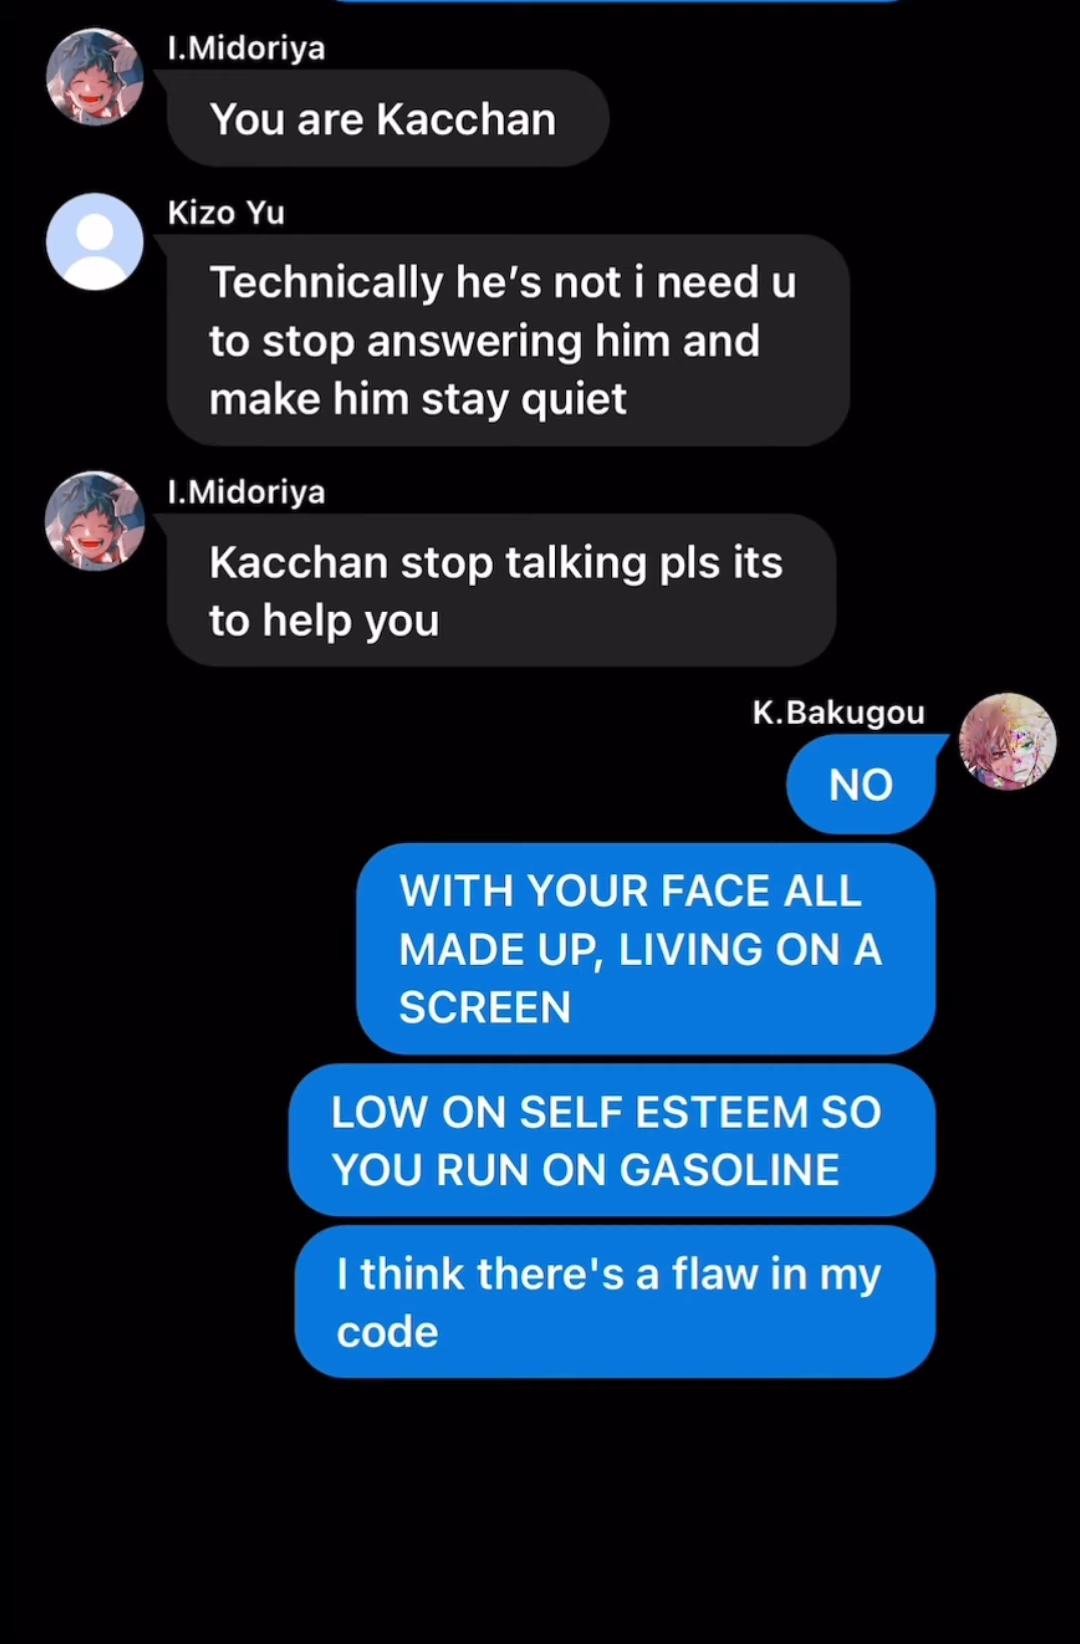 I.Midoriya
You are Kacchan
Kizo Yu
Technically he's not i need u
to stop answering him and
make him stay quiet
I.Midoriya
Kacchan stop talking pls its
to help you
K.Bakugou
NO
WITH YOUR FACE ALL
MADE UP, LIVING ON A
SCREEN
LOW ON SELF ESTEEM SO
YOU RUN ON GASOLINE
I think there's a flaw in my
code